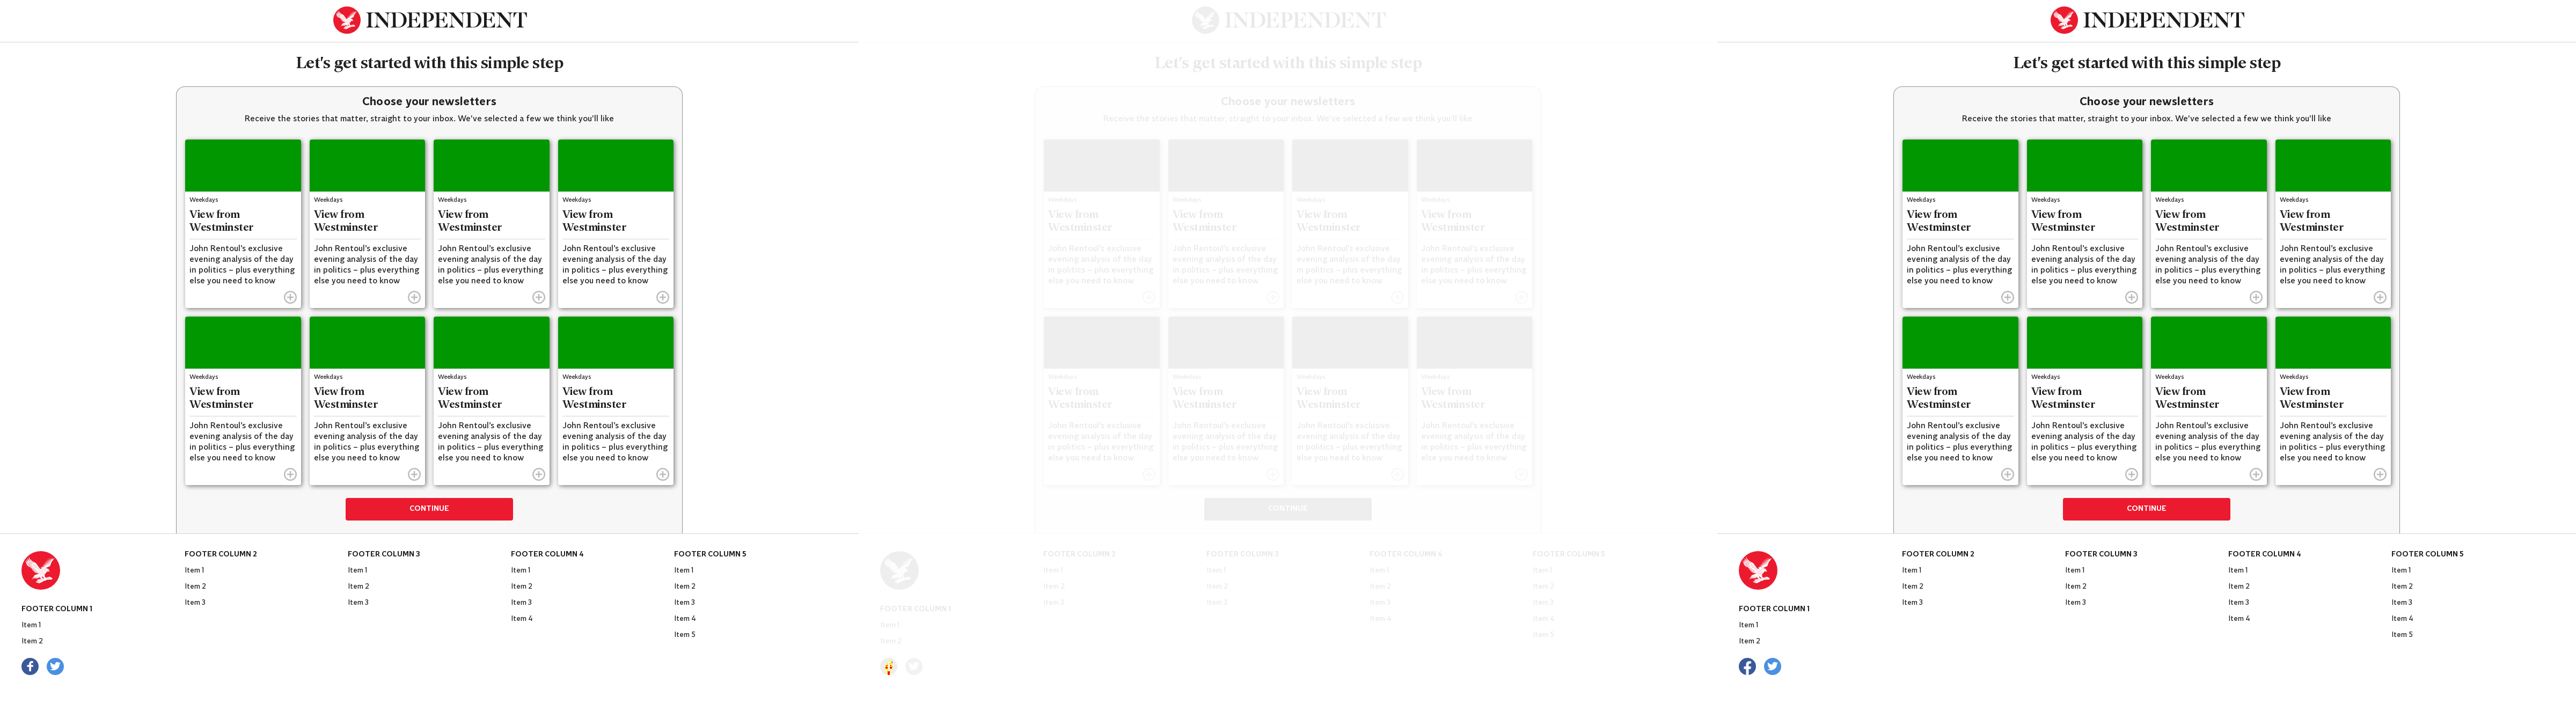 INDEPENDENT
Let's get started with this simple step
Choose your newsletters
Receive the stories that matter, straight to your inbox. We've selected a few we think you'll like
Weekdays
View from
Westminster
John Rentoul's exclusive
evening analysis of the day
in politics – plus everything
else you need to know
Weekdays
View from
Westminster
John Rentoul's exclusive
evening analysis of the day
in politics – plus everything
else you need to know
Weekdays
View from
Westminster
John Rentoul's exclusive
evening analysis of the day
in politics – plus everything
else you need to know
Weekdays
View from
Westminster
John Rentoul's exclusive
evening analysis of the day
in politics – plus everything
else you need to know
Weekdays
View from
Westminster
John Rentoul's exclusive
evening analysis of the day
in politics – plus everything
else you need to know
Weekdays
View from
Westminster
John Rentoul's exclusive
evening analysis of the day
in politics – plus everything
else you need to know
Weekdays
View from
Westminster
John Rentoul's exclusive
evening analysis of the day
in politics – plus everything
else you need to know
Weekdays
View from
Westminster
John Rentoul's exclusive
evening analysis of the day
in politics – plus everything
else you need to know
CONTINUE
FOOTER COLUMN 1
Item 1
Item 2
FOOTER COLUMN 2
Item 1
Item 2
Item 3
FOOTER COLUMN 3
Item 1
Item 2
Item 3
FOOTER COLUMN 4
Item 1
Item 2
Item 3
Item 4
FOOTER COLUMN 5
Item 1
Item 2
Item 3
Item 4
Item 5
INDEPENDENT
Let's get started with this simple step
Choose your newsletters
Receive the stories that matter, straight to your inbox. We've selected a few we think you'll like
Weekdays
View from
Westminster
John Rentoul's exclusive
evening analysis of the day
in politics – plus everything
else you need to know
Weekdays
View from
Westminster
John Rentoul's exclusive
evening analysis of the day
in politics – plus everything
else you need to know
Weekdays
View from
Westminster
John Rentoul's exclusive
evening analysis of the day
in politics – plus everything
else you need to know
Weekdays
View from
Westminster
John Rentoul's exclusive
evening analysis of the day
in politics – plus everything
else you need to know
Weekdays
View from
Westminster
John Rentoul's exclusive
evening analysis of the day
in politics – plus everything
else you need to know
Weekdays
View from
Westminster
John Rentoul's exclusive
evening analysis of the day
in politics – plus everything
else you need to know
Weekdays
View from
Westminster
John Rentoul's exclusive
evening analysis of the day
in politics – plus everything
else you need to know
Weekdays
View from
Westminster
John Rentoul's exclusive
evening analysis of the day
in politics – plus everything
else you need to know
CONTINUE
FOOTER COLUMN 1
Item 1
Item 2
FOOTER COLUMN 2
Item 1
Item 2
Item 3
FOOTER COLUMN 3
Item 1
Item 2
Item 3
FOOTER COLUMN 4
Item 1
Item 2
Item 3
Item 4
FOOTER COLUMN 5
Item 1
Item 2
Item 3
Item 4
Item 5
INDEPENDENT
Let's get started with this simple step
Choose your newsletters
Receive the stories that matter, straight to your inbox. We've selected a few we think you'll like
Weekdays
View from
Westminster
John Rentoul's exclusive
evening analysis of the day
in politics – plus everything
else you need to know
Weekdays
View from
Westminster
John Rentoul's exclusive
evening analysis of the day
in politics – plus everything
else you need to know
Weekdays
View from
Westminster
John Rentoul's exclusive
evening analysis of the day
in politics – plus everything
else you need to know
Weekdays
View from
Westminster
John Rentoul's exclusive
evening analysis of the day
in politics – plus everything
else you need to know
Weekdays
View from
Westminster
John Rentoul's exclusive
evening analysis of the day
in politics – plus everything
else you need to know
Weekdays
View from
Westminster
John Rentoul's exclusive
evening analysis of the day
in politics – plus everything
else you need to know
Weekdays
View from
Westminster
John Rentoul's exclusive
evening analysis of the day
in politics – plus everything
else you need to know
Weekdays
View from
Westminster
John Rentoul's exclusive
evening analysis of the day
in politics – plus everything
else you need to know
CONTINUE
FOOTER COLUMN 1
Item 1
Item 2
FOOTER COLUMN 2
Item 1
Item 2
Item 3
FOOTER COLUMN 3
Item 1
Item 2
Item 3
FOOTER COLUMN 4
Item 1
Item 2
Item 3
Item 4
FOOTER COLUMN 5
Item 1
Item 2
Item 3
Item 4
Item 5